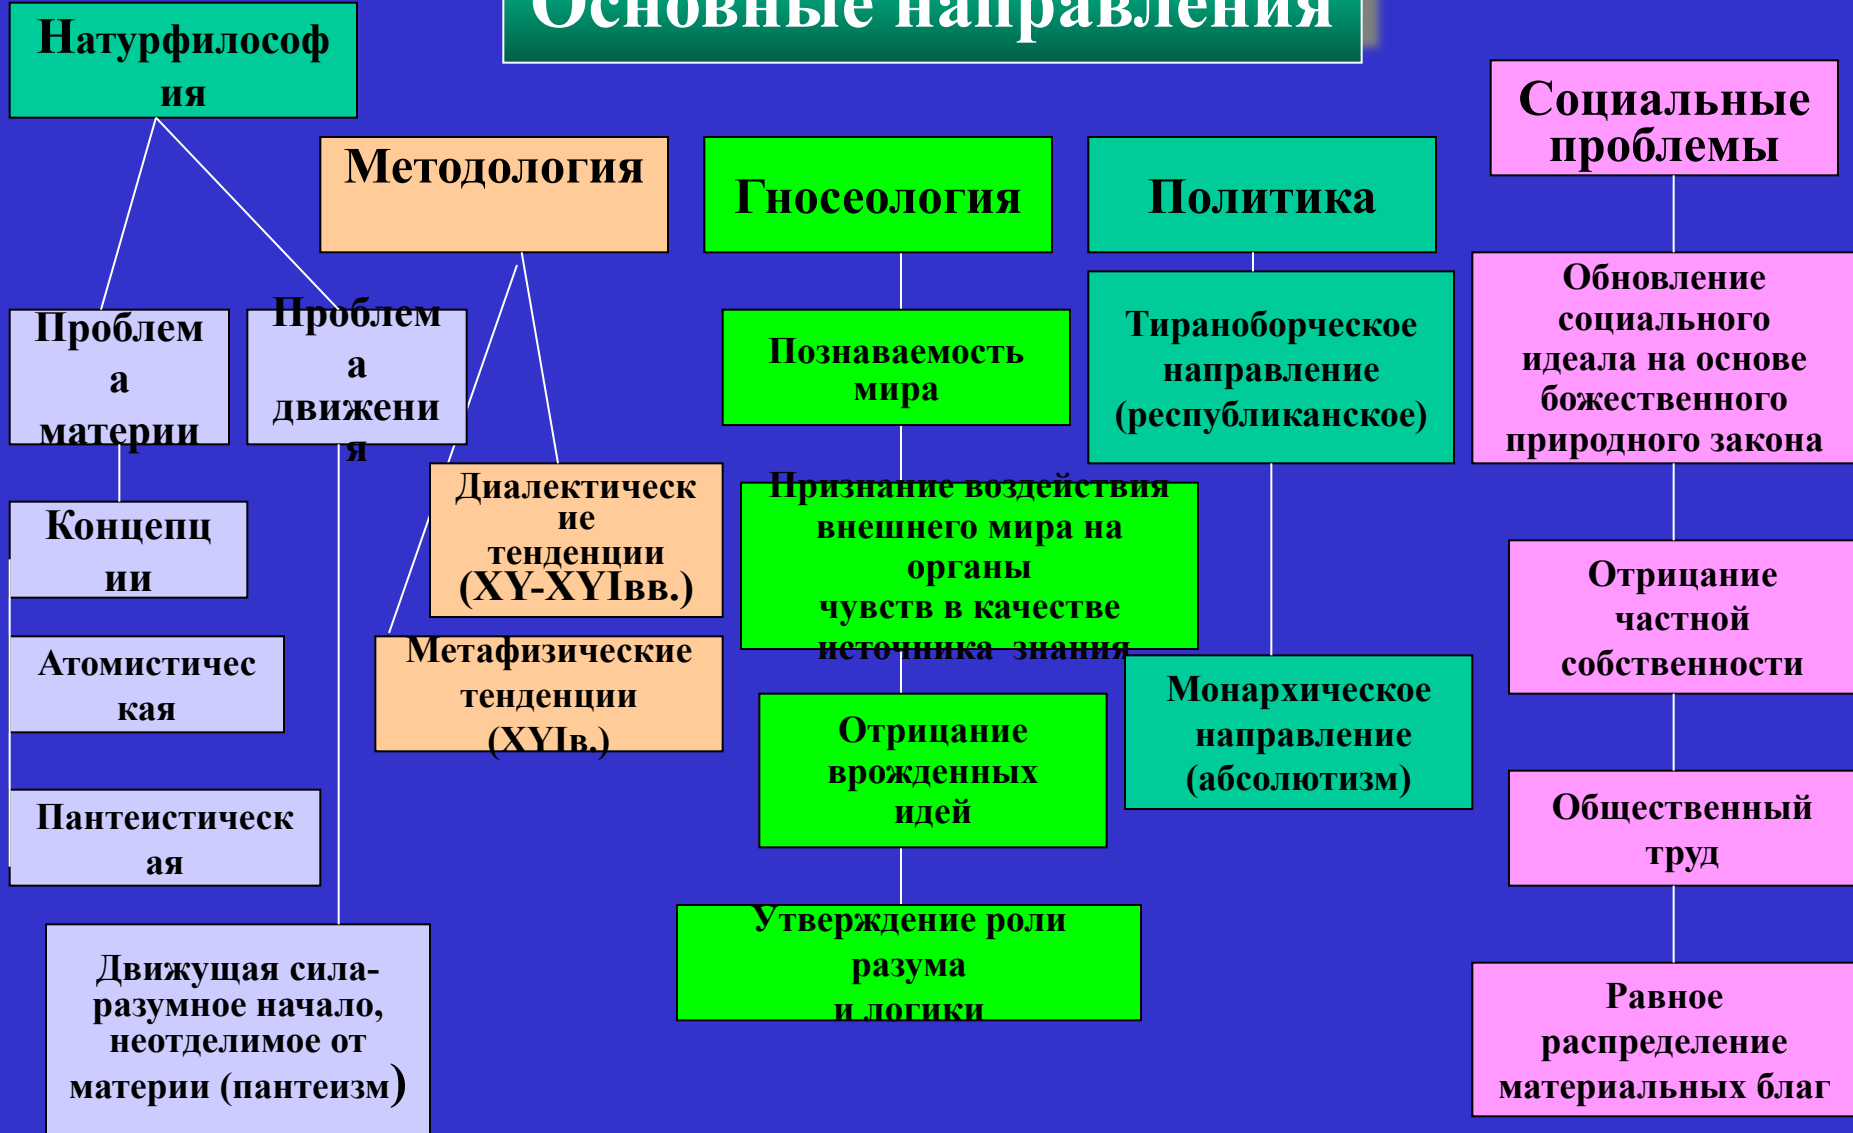 Основные направления
Натурфилософ
ия
Методология
Гносеология
Политика
Социальные
проблемы
Проблем
а
материи
Проблем
а
движени
я
Концепц
ии
Атомистичес
кая
Пантеистическ
ая
Движущая сила-
разумное начало,
неотделимое от
материи (пантеизм)
Диалектическ
ие
тенденции
(XY-XYIвв.)
Метафизические
тенденции
(XYIв.)
Познаваемость
мира
Признание воздействия
внешнего мира на
органы
чувств в качестве
источника знания
Отрицание
врожденных
идей
Утверждение роли
разума
и логики
Тираноборческое
направление
(республиканское)
Монархическое
направление
(абсолютизм)
Обновление
социального
идеала на основе
божественного
природного закона
Отрицание
частной
собственности
Общественный
труд
Равное
распределение
материальных благ